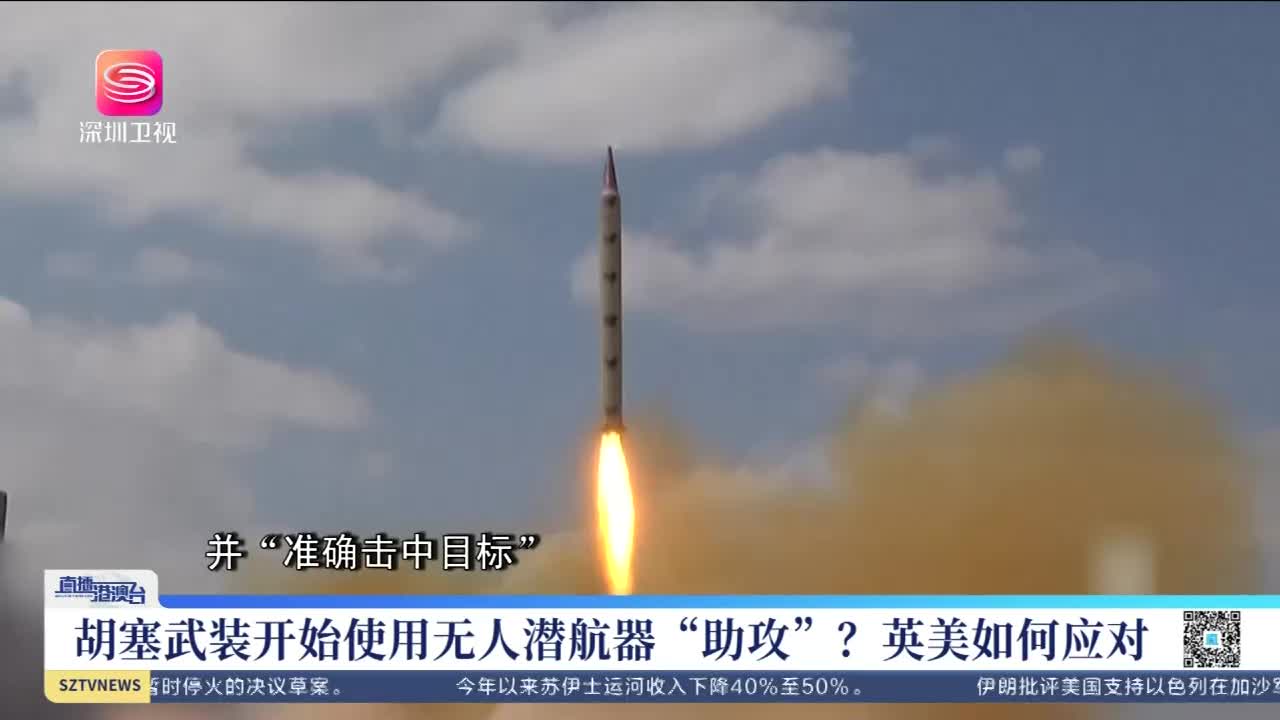 深圳卫视
并“准确击中目标”
直播港澳台
胡塞武装开始使用无人潜航器“助攻”？英美如何应对
SZTVNEWS
暂时停火的决议草案。 今年以来苏伊士运河收入下降40%至50%。 伊朗批评美国支持以色列在加沙